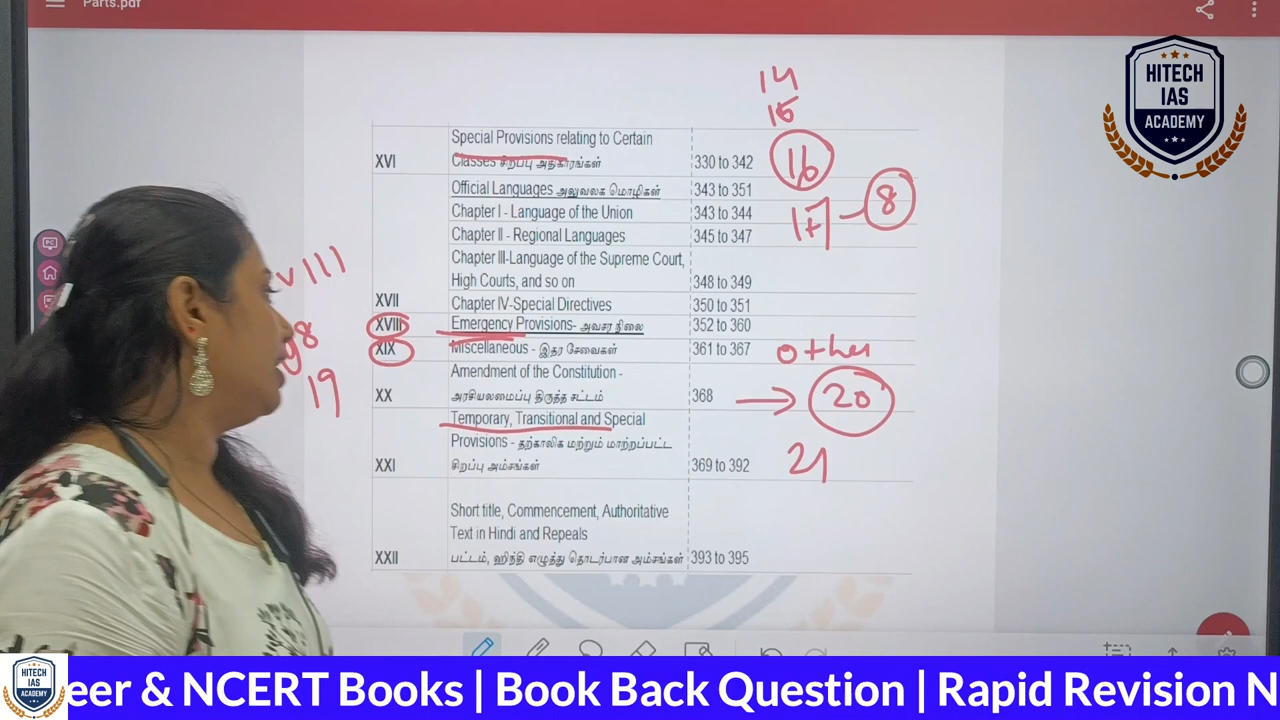 Parts.pdf
HITECH
IAS
ACADEMY
14
15
Special Provisions relating to Certain
XVI Classes சிறப்பு அதிகாரங்கள் 330 to 342 16
Official Languages அலுவலக மொழிகள் 343 to 351
Chapter I - Language of the Union 343 to 344 17 - 8
Chapter II - Regional Languages 345 to 347
Chapter III-Language of the Supreme Court,
High Courts, and so on 348 to 349
VIII
XVII Chapter IV-Special Directives 350 to 351
XVIII Emergency Provisions- அவசர நிலை 352 to 360
18
XIX Miscellaneous - இதர சேவைகள் 361 to 367 other
19
Amendment of the Constitution -
XX அரசியலமைப்பு திருத்த சட்டம் 368 → 20
Temporary, Transitional and Special
Provisions - தற்காலிக மற்றும் மாற்றப்பட்ட
XXI சிறப்பு அம்சங்கள் 369 to 392 21
Short title, Commencement, Authoritative
Text in Hindi and Repeals
XXII பட்டம், ஹிந்தி எழுத்து தொடர்பான அம்சங்கள் 393 to 395
HITECH
IAS
ACADEMY
eer & NCERT Books | Book Back Question | Rapid Revision N